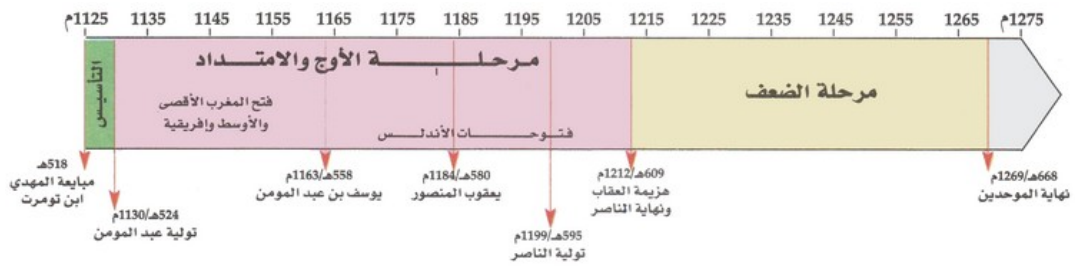 1125م 1135 1145 1155 1165 1175 1185 1195 1205 1215 1225 1235 1245 1255 1265 1275م
التأسيس
مرحلـــة الأوج والامتـــداد
فتح المغرب الأقصى
والأوسط وإفريقية
فتـوحـــات الأندلـــس
مرحلة الضعف
518هـ
مبايعة المهدي
ابن تومرت
524هـ/1130م
تولية عبد المومن
558هـ/1163م
يوسف بن عبد المومن
580هـ/1184م
يعقوب المنصور
595هـ/1199م
تولية الناصر
609هـ/1212م
هزيمة العقاب
ونهاية الناصر
668هـ/1269م
نهاية الموحدين